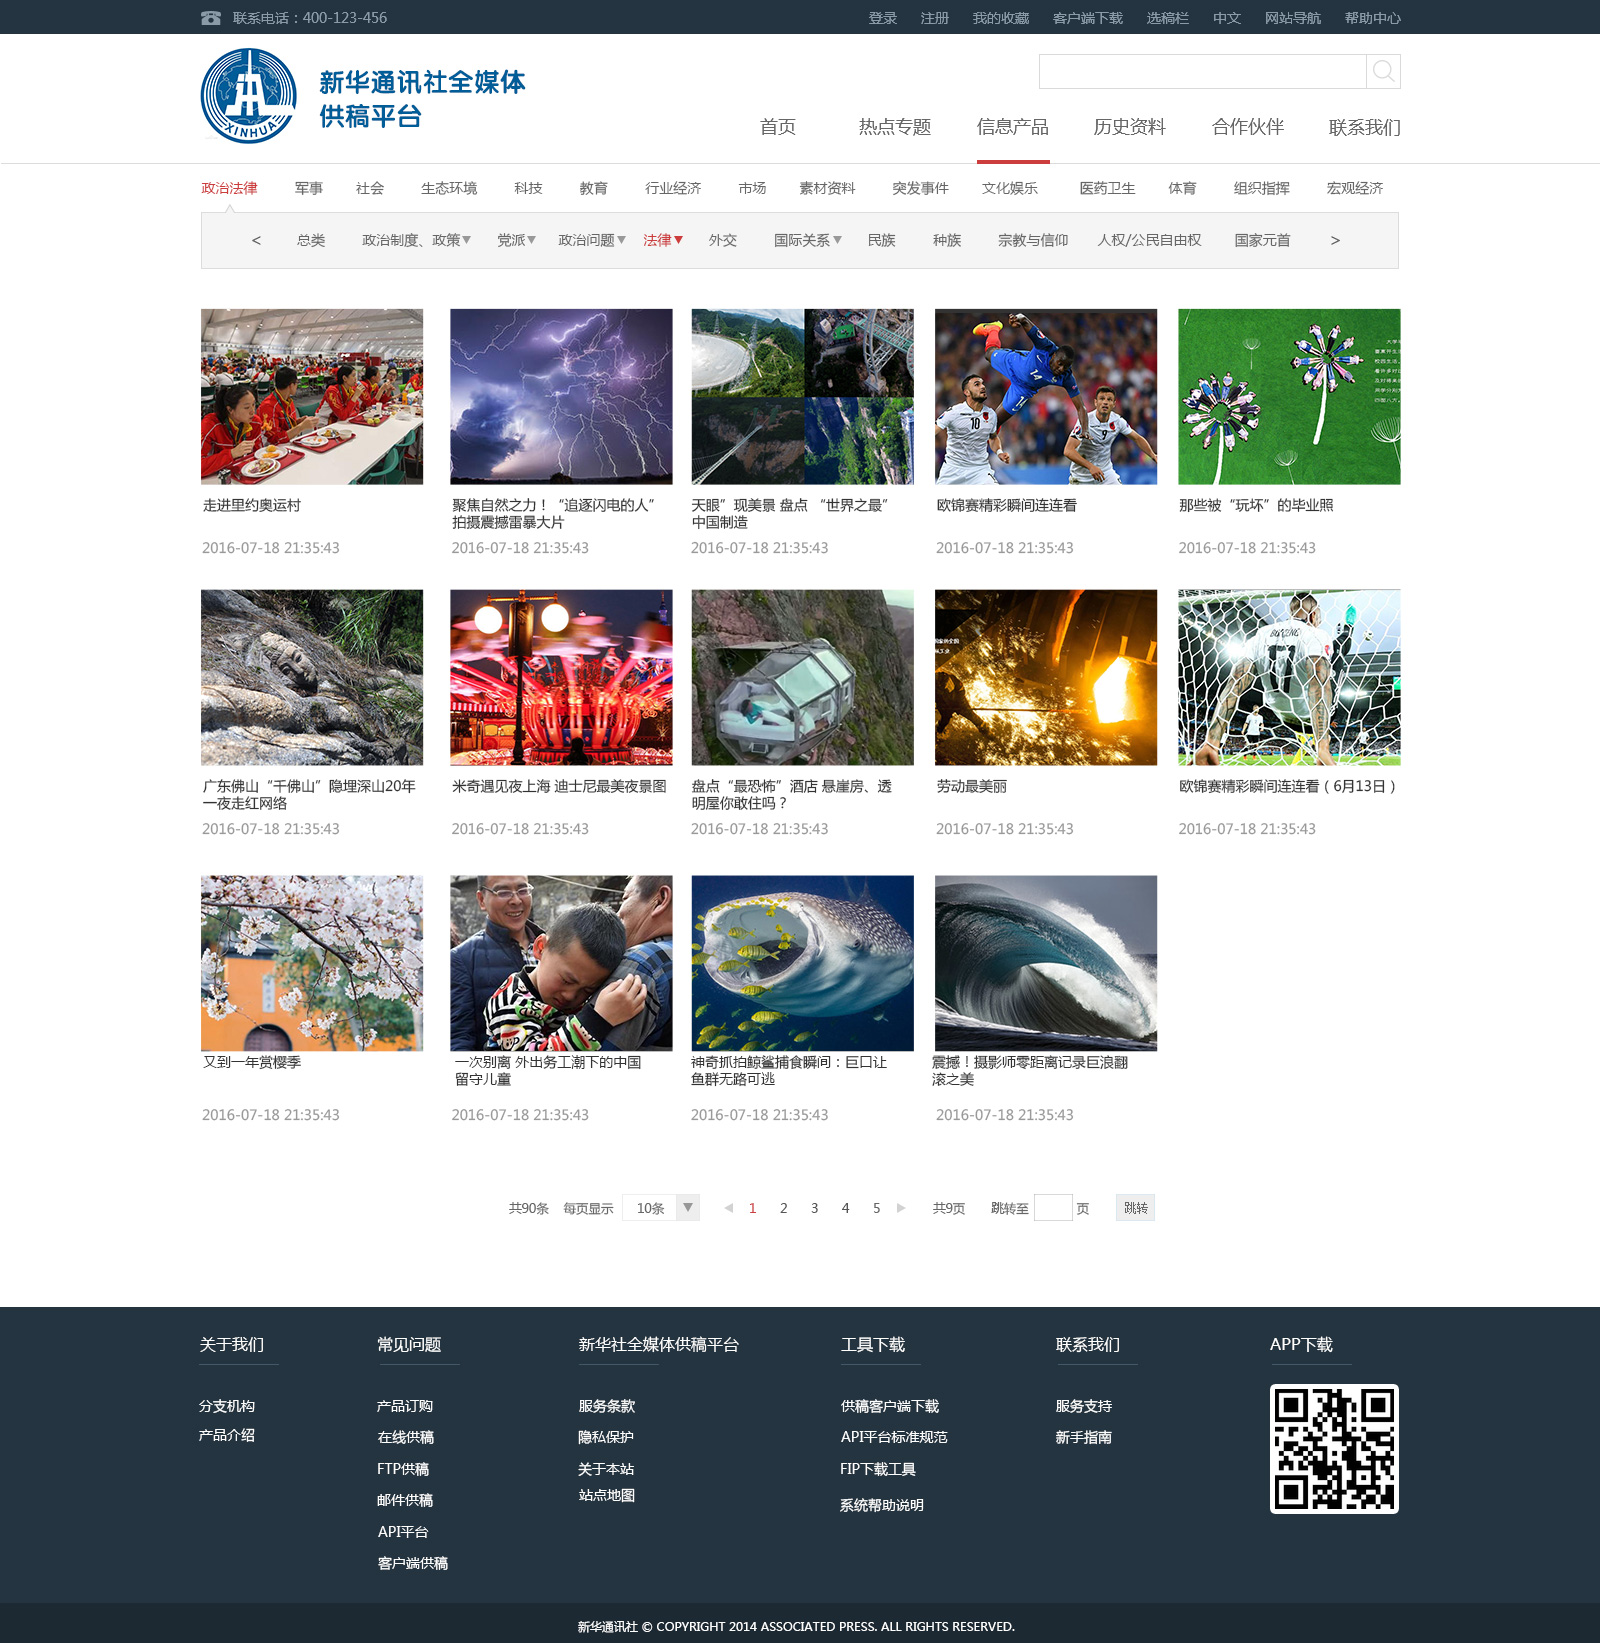 联系电话：400-123-456
登录 注册 我的收藏 客户端下载 选稿栏 中文 网站导航 帮助中心
XINHUA
新华通讯社全媒体
供稿平台
首页 热点专题 信息产品 历史资料 合作伙伴 联系我们
政治法律 军事 社会 生态环境 科技 教育 行业经济 市场 素材资料 突发事件 文化娱乐 医药卫生 体育 组织指挥 宏观经济
< 总类 政治制度、政策▼ 党派▼ 政治问题▼ 法律▼ 外交 国际关系▼ 民族 种族 宗教与信仰 人权/公民自由权 国家元首 >
走进里约奥运村
2016-07-18 21:35:43
聚焦自然之力！“追逐闪电的人”
拍摄震撼雷暴大片
2016-07-18 21:35:43
天眼”现美景 盘点 “世界之最”
中国制造
2016-07-18 21:35:43
14
10
9
欧锦赛精彩瞬间连连看
2016-07-18 21:35:43
那些被“玩坏”的毕业照
2016-07-18 21:35:43
广东佛山“千佛山”隐埋深山20年
一夜走红网络
2016-07-18 21:35:43
米奇遇见夜上海 迪士尼最美夜景图
2016-07-18 21:35:43
盘点“最恐怖”酒店 悬崖房、透
明屋你敢住吗？
2016-07-18 21:35:43
劳动最美丽
2016-07-18 21:35:43
17
欧锦赛精彩瞬间连连看（6月13日）
2016-07-18 21:35:43
又到一年赏樱季
2016-07-18 21:35:43
一次别离 外出务工潮下的中国
留守儿童
2016-07-18 21:35:43
神奇抓拍鲸鲨捕食瞬间：巨口让
鱼群无路可逃
2016-07-18 21:35:43
震撼！摄影师零距离记录巨浪翻
滚之美
2016-07-18 21:35:43
共90条 每页显示 10条 ▼ ◀ 1 2 3 4 5 ▶ 共9页 跳转至 页 跳转
关于我们
分支机构
产品介绍
常见问题
产品订购
在线供稿
FTP供稿
邮件供稿
API平台
客户端供稿
新华社全媒体供稿平台
服务条款
隐私保护
关于本站
站点地图
工具下载
供稿客户端下载
API平台标准规范
FIP下载工具
系统帮助说明
联系我们
服务支持
新手指南
APP下载
新华通讯社 © COPYRIGHT 2014 ASSOCIATED PRESS. ALL RIGHTS RESERVED.